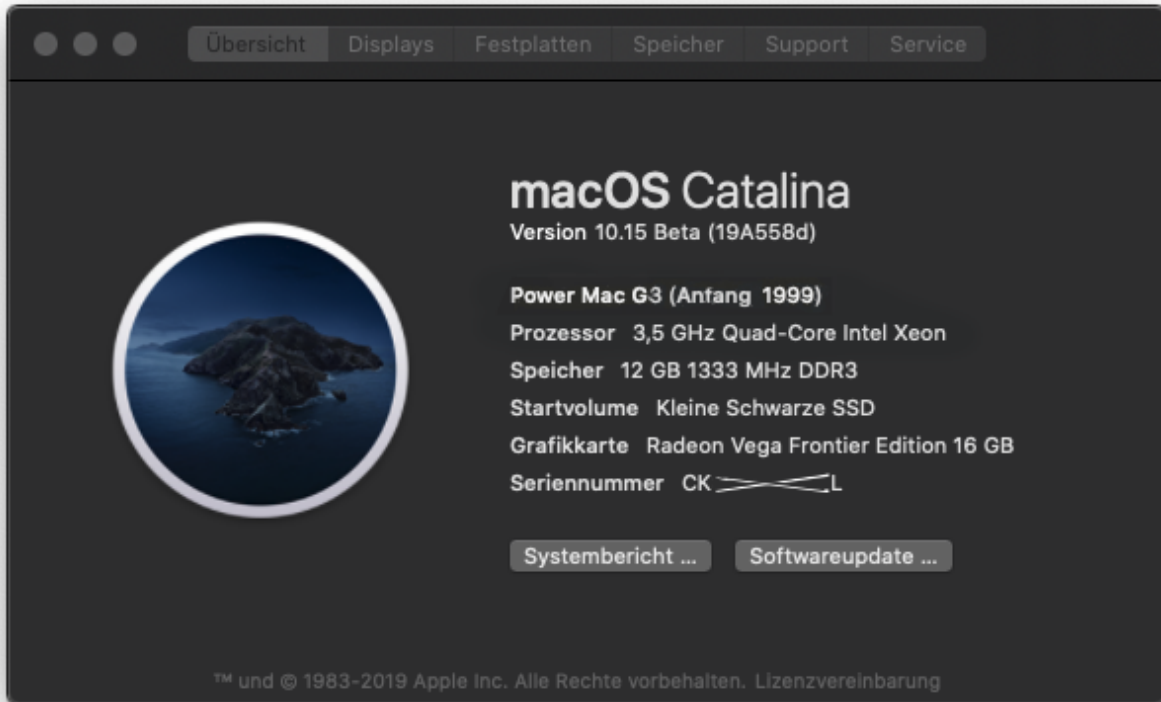 Übersicht Displays Festplatten Speicher Support Service
macOS Catalina
Version 10.15 Beta (19A558d)
Power Mac G3 (Anfang 1999)
Prozessor 3,5 GHz Quad-Core Intel Xeon
Speicher 12 GB 1333 MHz DDR3
Startvolume Kleine Schwarze SSD
Grafikkarte Radeon Vega Frontier Edition 16 GB
Seriennummer CK L
Systembericht ... Softwareupdate ...
™ und © 1983-2019 Apple Inc. Alle Rechte vorbehalten. Lizenzvereinbarung